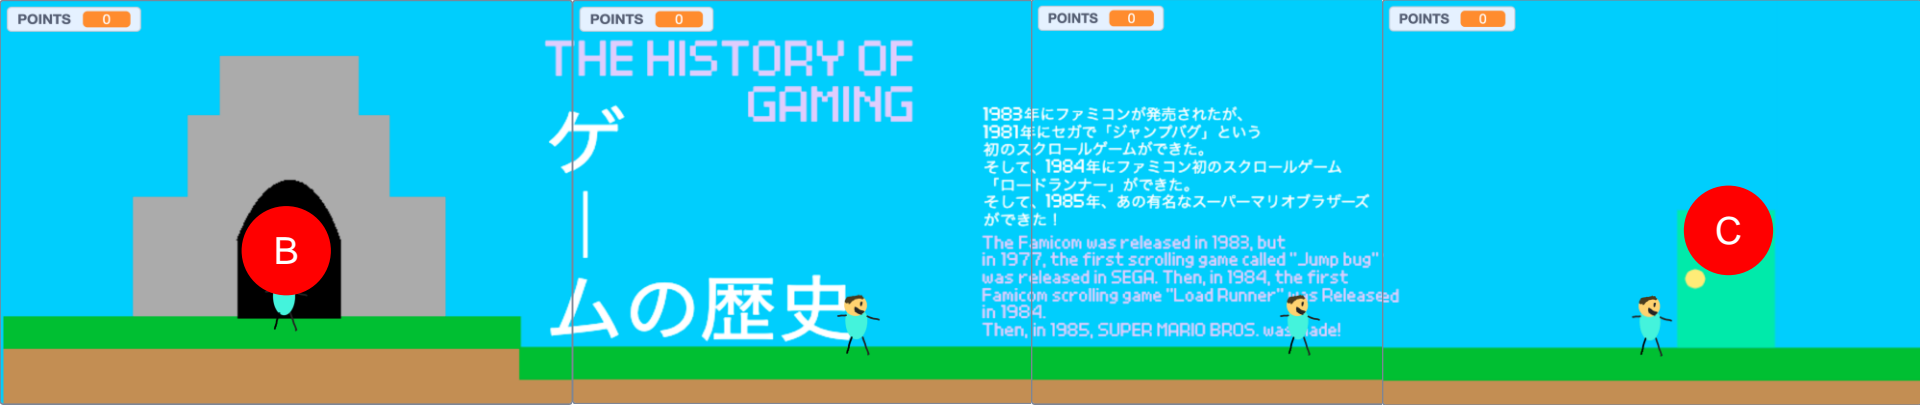 POINTS 0
B
POINTS 0
THE HISTORY OF
GAMING
ゲームの歴史
POINTS 0
1983年にファミコンが発売されたが、
1981年にセガで「ジャンプバグ」という
初のスクロールゲームができた。
そして、1984年にファミコン初のスクロールゲーム
「ロードランナー」ができた。
そして、1985年、あの有名なスーパーマリオブラザーズ
ができた！
The Famicom was released in 1983, but
in 1977, the first scrolling game called "Jump bug"
was released in SEGA. Then, in 1984, the first
Famicom scrolling game "Load Runner" was Released
in 1984.
Then, in 1985, SUPER MARIO BROS. was made!
POINTS 0
C